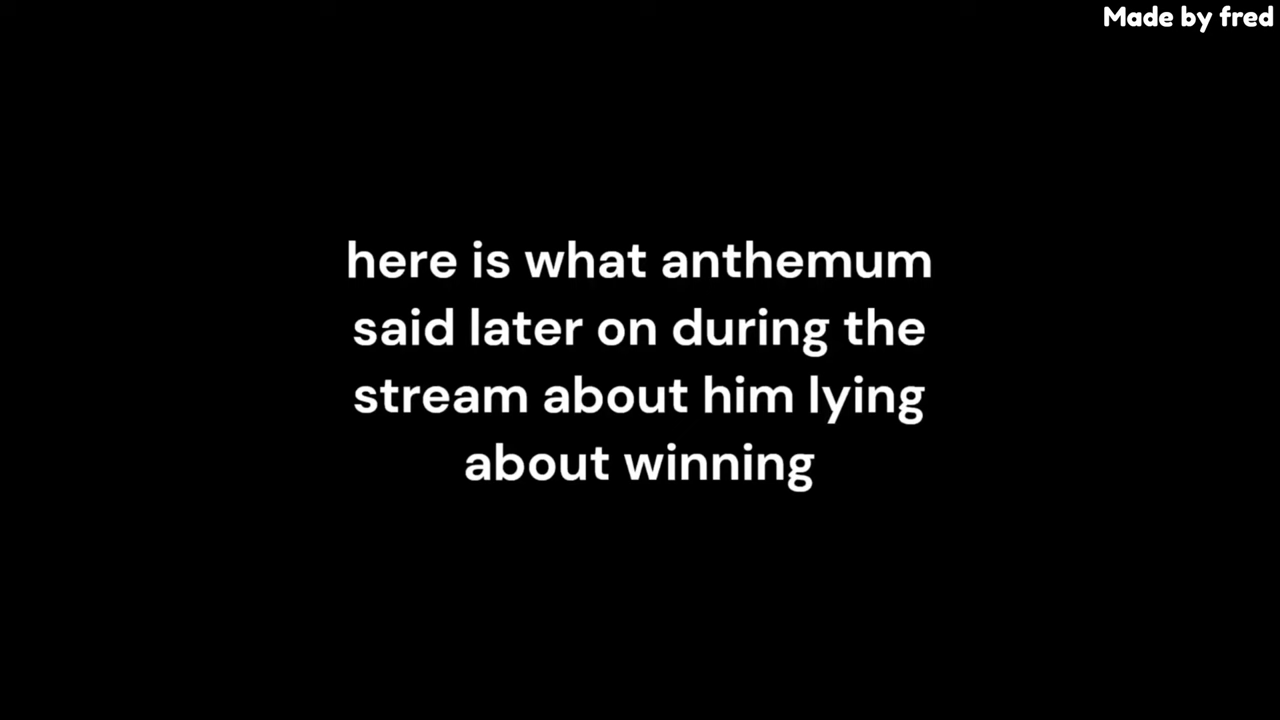 Made by fred
here is what anthemum
said later on during the
stream about him lying
about winning